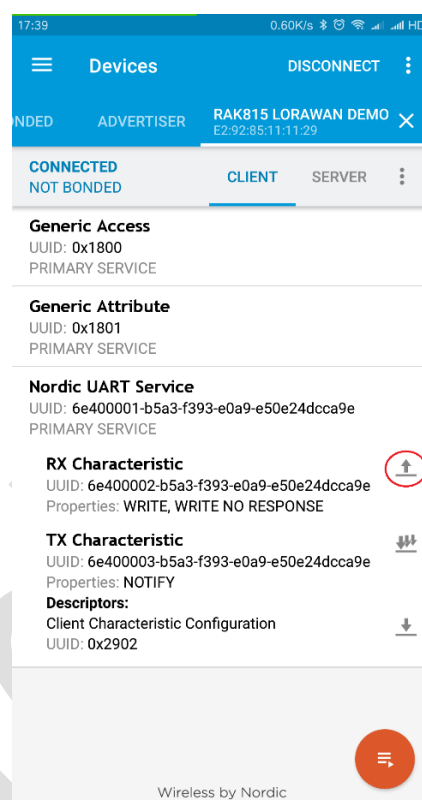 17:39 0.60K/s HD
Devices DISCONNECT
ONDED ADVERTISER RAK815 LORAWAN DEMO
E2:92:85:11:11:29
CONNECTED
NOT BONDED CLIENT SERVER
Generic Access
UUID: 0x1800
PRIMARY SERVICE
Generic Attribute
UUID: 0x1801
PRIMARY SERVICE
Nordic UART Service
UUID: 6e400001-b5a3-f393-e0a9-e50e24dcca9e
PRIMARY SERVICE
RX Characteristic
UUID: 6e400002-b5a3-f393-e0a9-e50e24dcca9e
Properties: WRITE, WRITE NO RESPONSE
TX Characteristic
UUID: 6e400003-b5a3-f393-e0a9-e50e24dcca9e
Properties: NOTIFY
Descriptors:
Client Characteristic Configuration
UUID: 0x2902
Wireless by Nordic